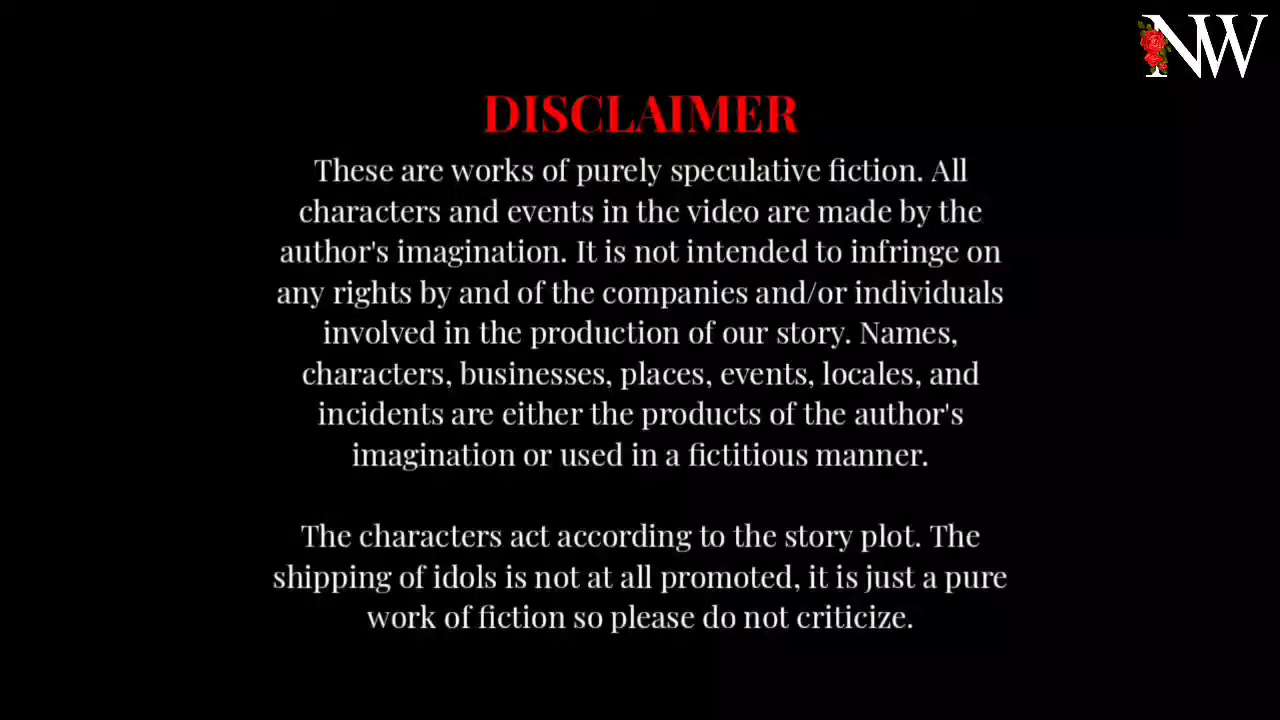 NW
DISCLAIMER
These are works of purely speculative fiction. All
characters and events in the video are made by the
author's imagination. It is not intended to infringe on
any rights by and of the companies and/or individuals
involved in the production of our story. Names,
characters, businesses, places, events, locales, and
incidents are either the products of the author's
imagination or used in a fictitious manner.
The characters act according to the story plot. The
shipping of idols is not at all promoted, it is just a pure
work of fiction so please do not criticize.